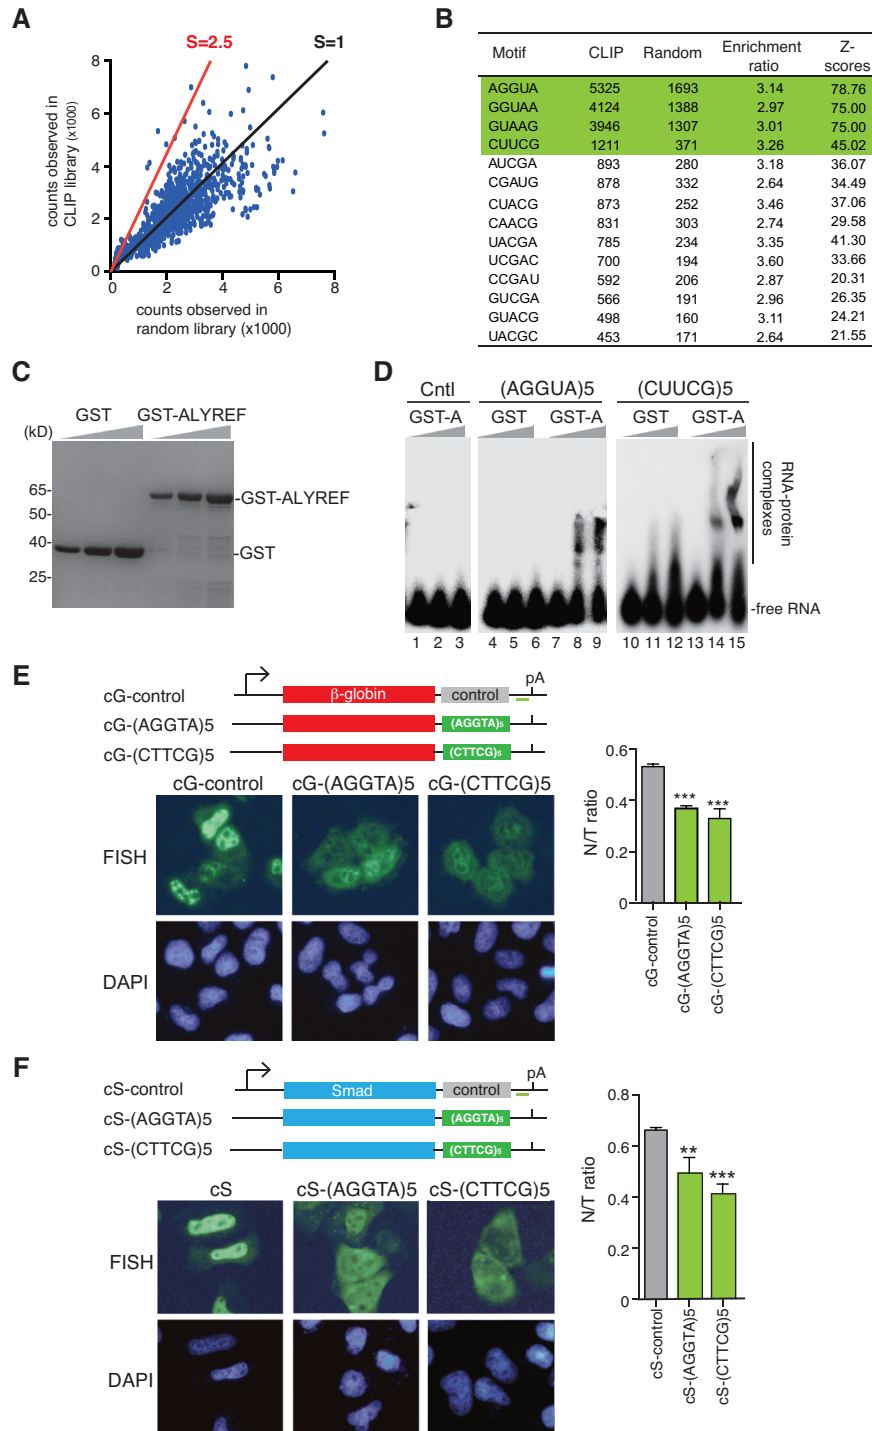 A
S=2.5
S=1
counts observed in
CLIP library (x1000)
8
6
4
2
0
0
2
4
6
8
counts observed in
random library (x1000)
B
Motif CLIP Random Enrichment ratio Z-scores
AGGUA 5325 1693 3.14 78.76
GGUAA 4124 1388 2.97 75.00
GUAAG 3946 1307 3.01 75.00
CUUCG 1211 371 3.26 45.02
AUCGA 893 280 3.18 36.07
CGAUG 878 332 2.64 34.49
CUACG 873 252 3.46 37.06
CAACG 831 303 2.74 29.58
UACGA 785 234 3.35 41.30
UCGAC 700 194 3.60 33.66
CCGAU 592 206 2.87 20.31
GUCGA 566 191 2.96 26.35
GUACG 498 160 3.11 24.21
UACGC 453 171 2.64 21.55
C
GST GST-ALYREF
(kD)
65-
50-
40-
25-
-GST-ALYREF
-GST
D
Cntl (AGGUA)5 (CUUCG)5
GST-A GST GST-A GST GST-A
RNA-protein
complexes
-free RNA
1 2 3 4 5 6 7 8 9 10 11 12 13 14 15
E
cG-control β-globin control pA
cG-(AGGTA)5 (AGGTA)5
cG-(CTTCG)5 (CTTCG)5
cG-control cG-(AGGTA)5 cG-(CTTCG)5
FISH
DAPI
N/T ratio
0.6
0.4
0.2
0
*** ***
cG-control
cG-(AGGTA)5
cG-(CTTCG)5
F
cS-control Smad control pA
cS-(AGGTA)5 (AGGTA)5
cS-(CTTCG)5 (CTTCG)5
cS cS-(AGGTA)5 cS-(CTTCG)5
FISH
DAPI
N/T ratio
0.8
0.6
0.4
0.2
0
** ***
cS-control
cS-(AGGTA)5
cS-(CTTCG)5